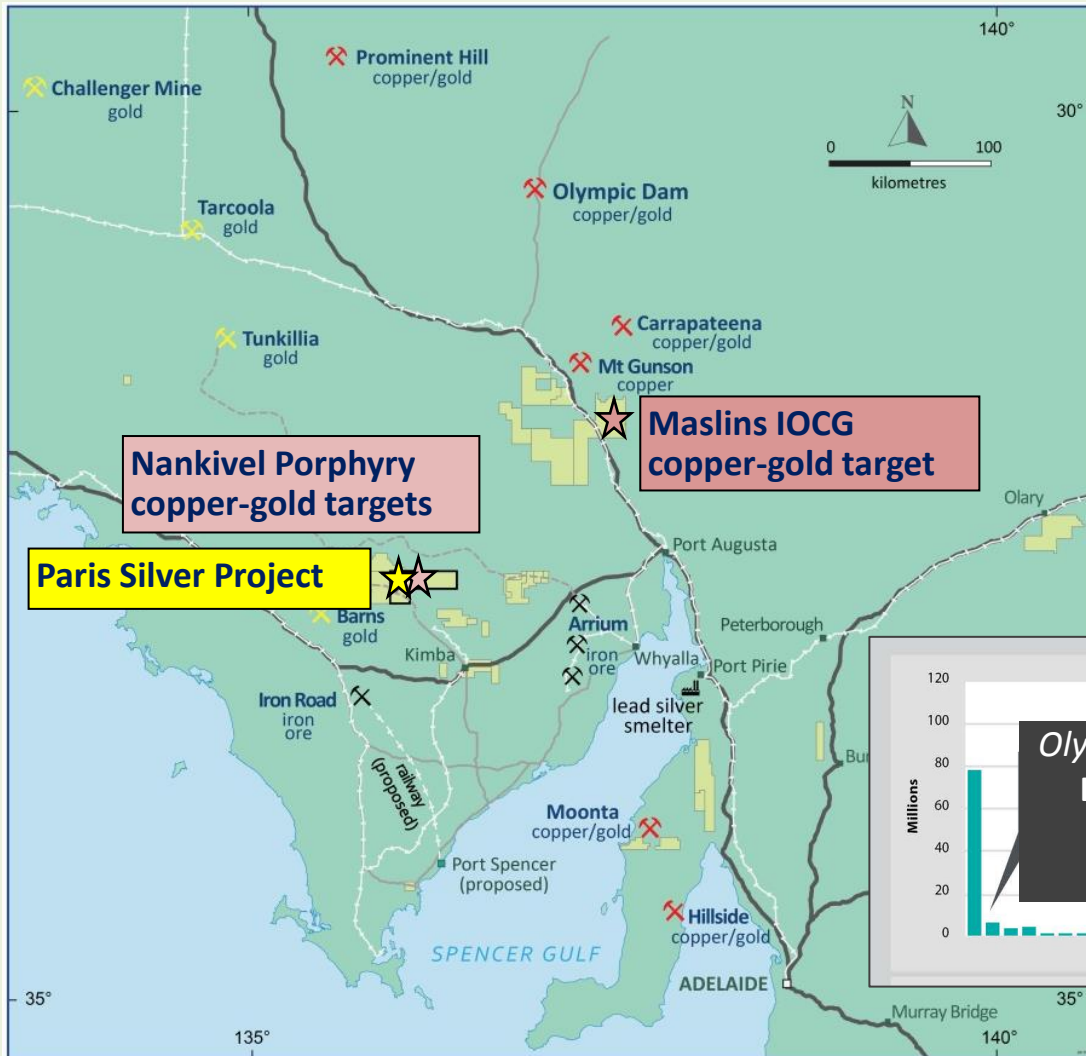 140°
Prominent Hill
copper/gold
Challenger Mine
gold
30°
N
0 100
kilometres
Olympic Dam
copper/gold
Tarcoola
gold
Carrapateena
copper/gold
Tunkillia
gold
Mt Gunson
copper
Maslins IOCG
copper-gold target
Nankivel Porphyry
copper-gold targets
Olary
Port Augusta
Paris Silver Project
Barns
gold
Arrium
iron
ore
Peterborough
Kimba
Whyalla
Port Pirie
lead silver
smelter
Iron Road
iron
ore
railway
(proposed)
120
100
80
60
40
20
0
Millions
Moonta
copper/gold
Port Spencer
(proposed)
Hillside
copper/gold
SPENCER GULF
ADELAIDE
35°
35°
Murray Bridge
135°
140°